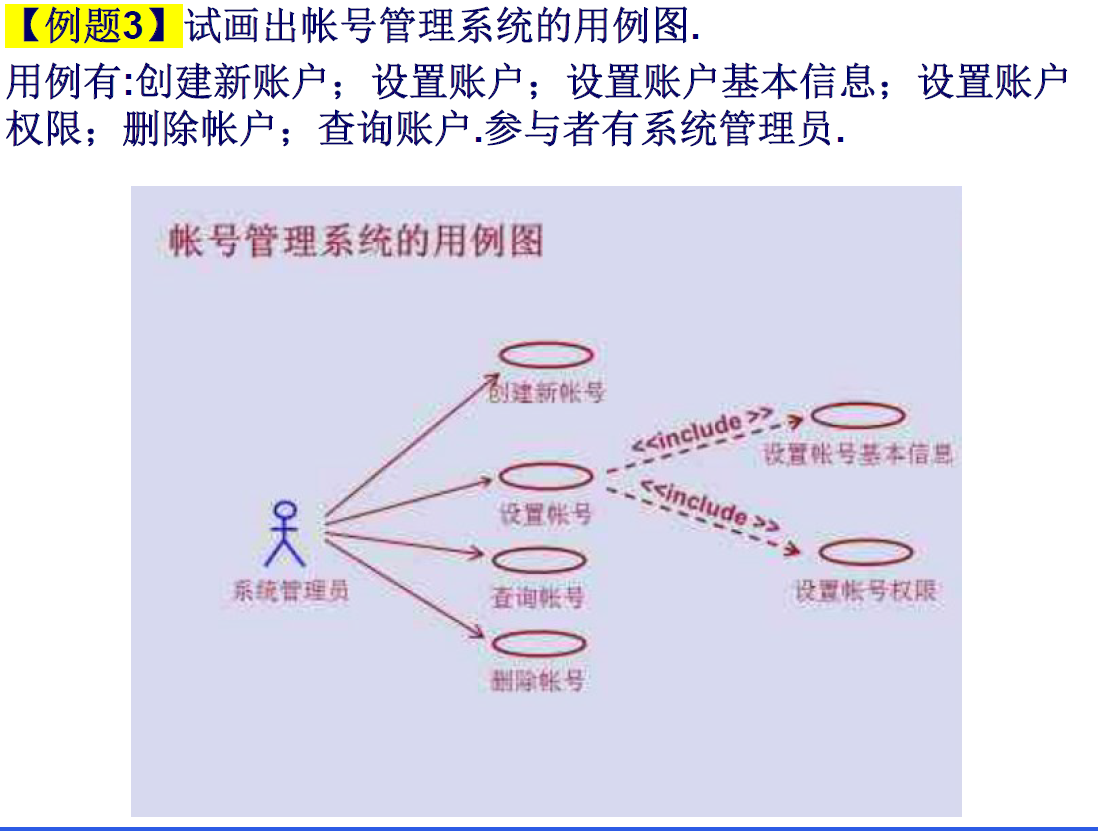 【例题3】试画出帐号管理系统的用例图.
用例有:创建新账户；设置账户；设置账户基本信息；设置账户
权限；删除帐户；查询账户.参与者有系统管理员.
帐号管理系统的用例图
创建新帐号
<<include >>
设置帐号基本信息
<<include >>
设置帐号
设置帐号权限
系统管理员
查询帐号
删除帐号